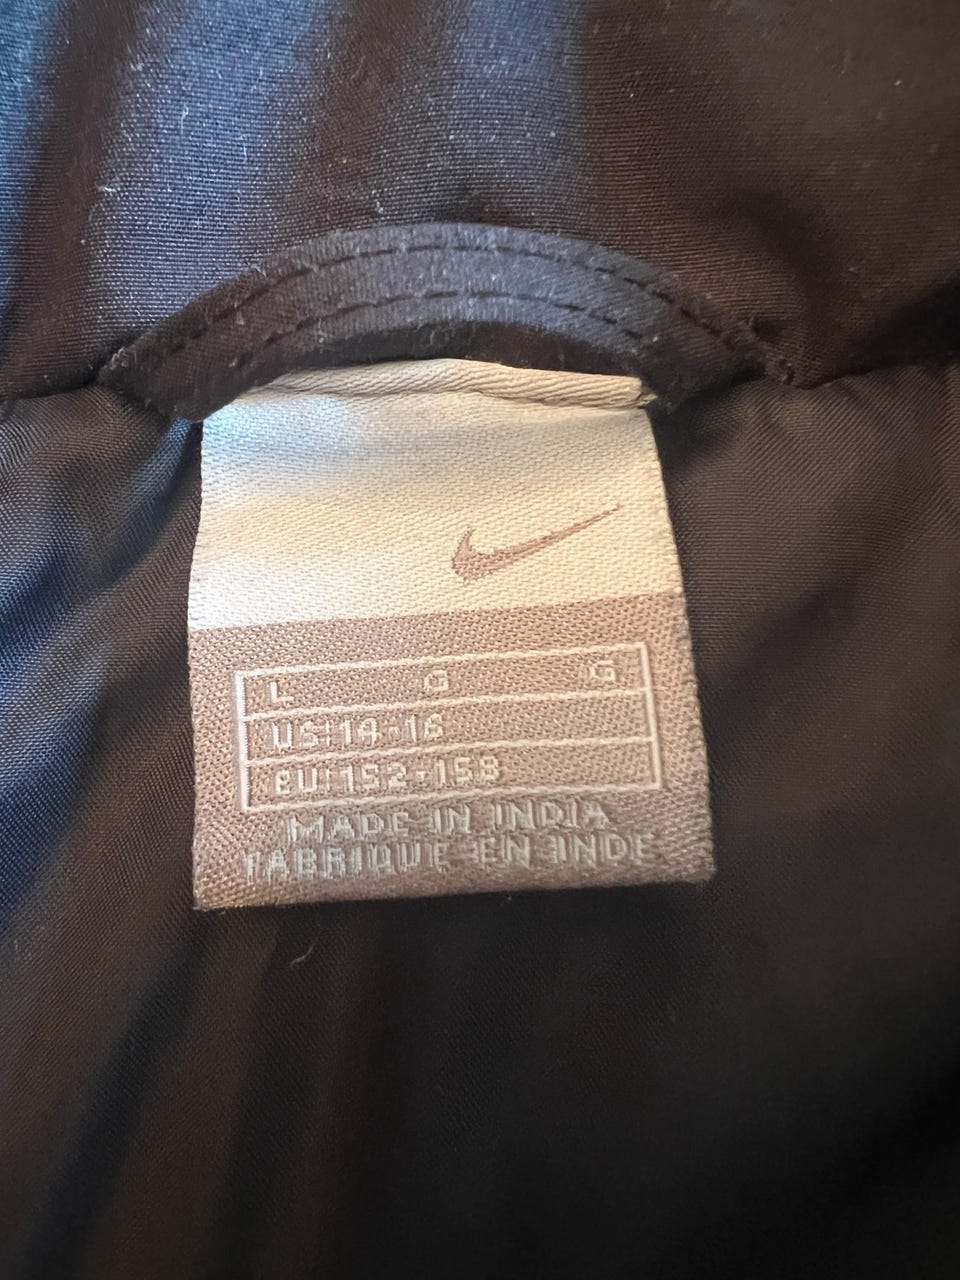 L G G
US:14-16
EU:152-158
MADE IN INDIA
FABRIQUE EN INDE